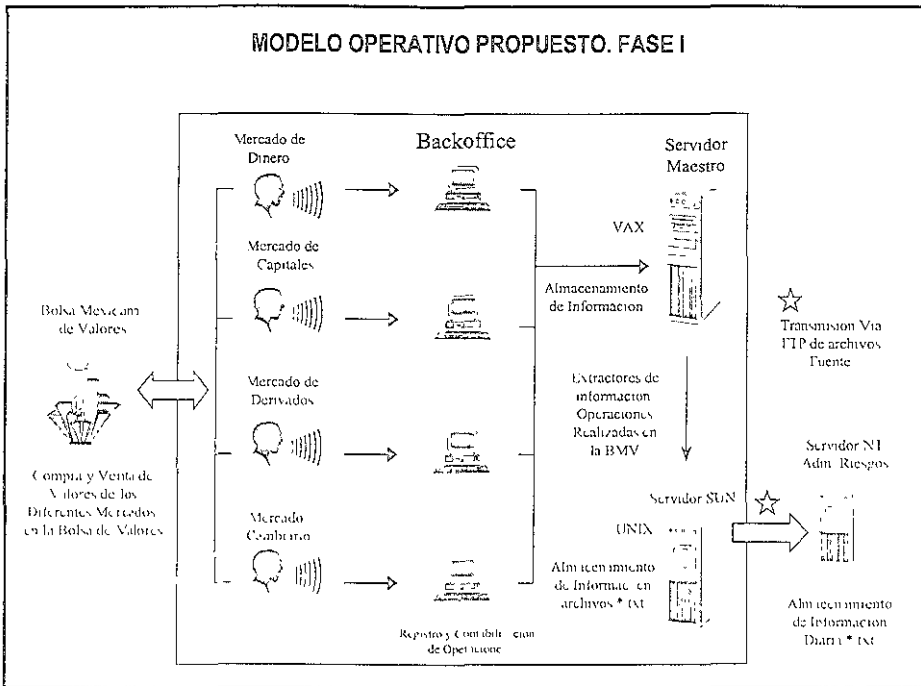 MODELO OPERATIVO PROPUESTO. FASE I
Mercado de
Dinero
Backoffice
Servidor
Maestro
VAX
Mercado de
Capitales
Almacenamiento
de Informacion
Bolsa Mexicana
de Valores
Transmision Via
FTP de archivos
Fuente
Mercado de
Derivados
Extractores de
informacion
Operaciones
Realizadas en
la BMV
Compra y Venta de
Valores de los
Diferentes Mercados
en la Bolsa de Valores
Servidor NT
Adm Riesgos
Servidor SUN
Mercado
Cambiario
UNIX
Almacenamiento
de Informac en
archivos * txt
Almacenamiento
de Informacion
Diaria * txt
Registro y Contabilizacion
de Operacione